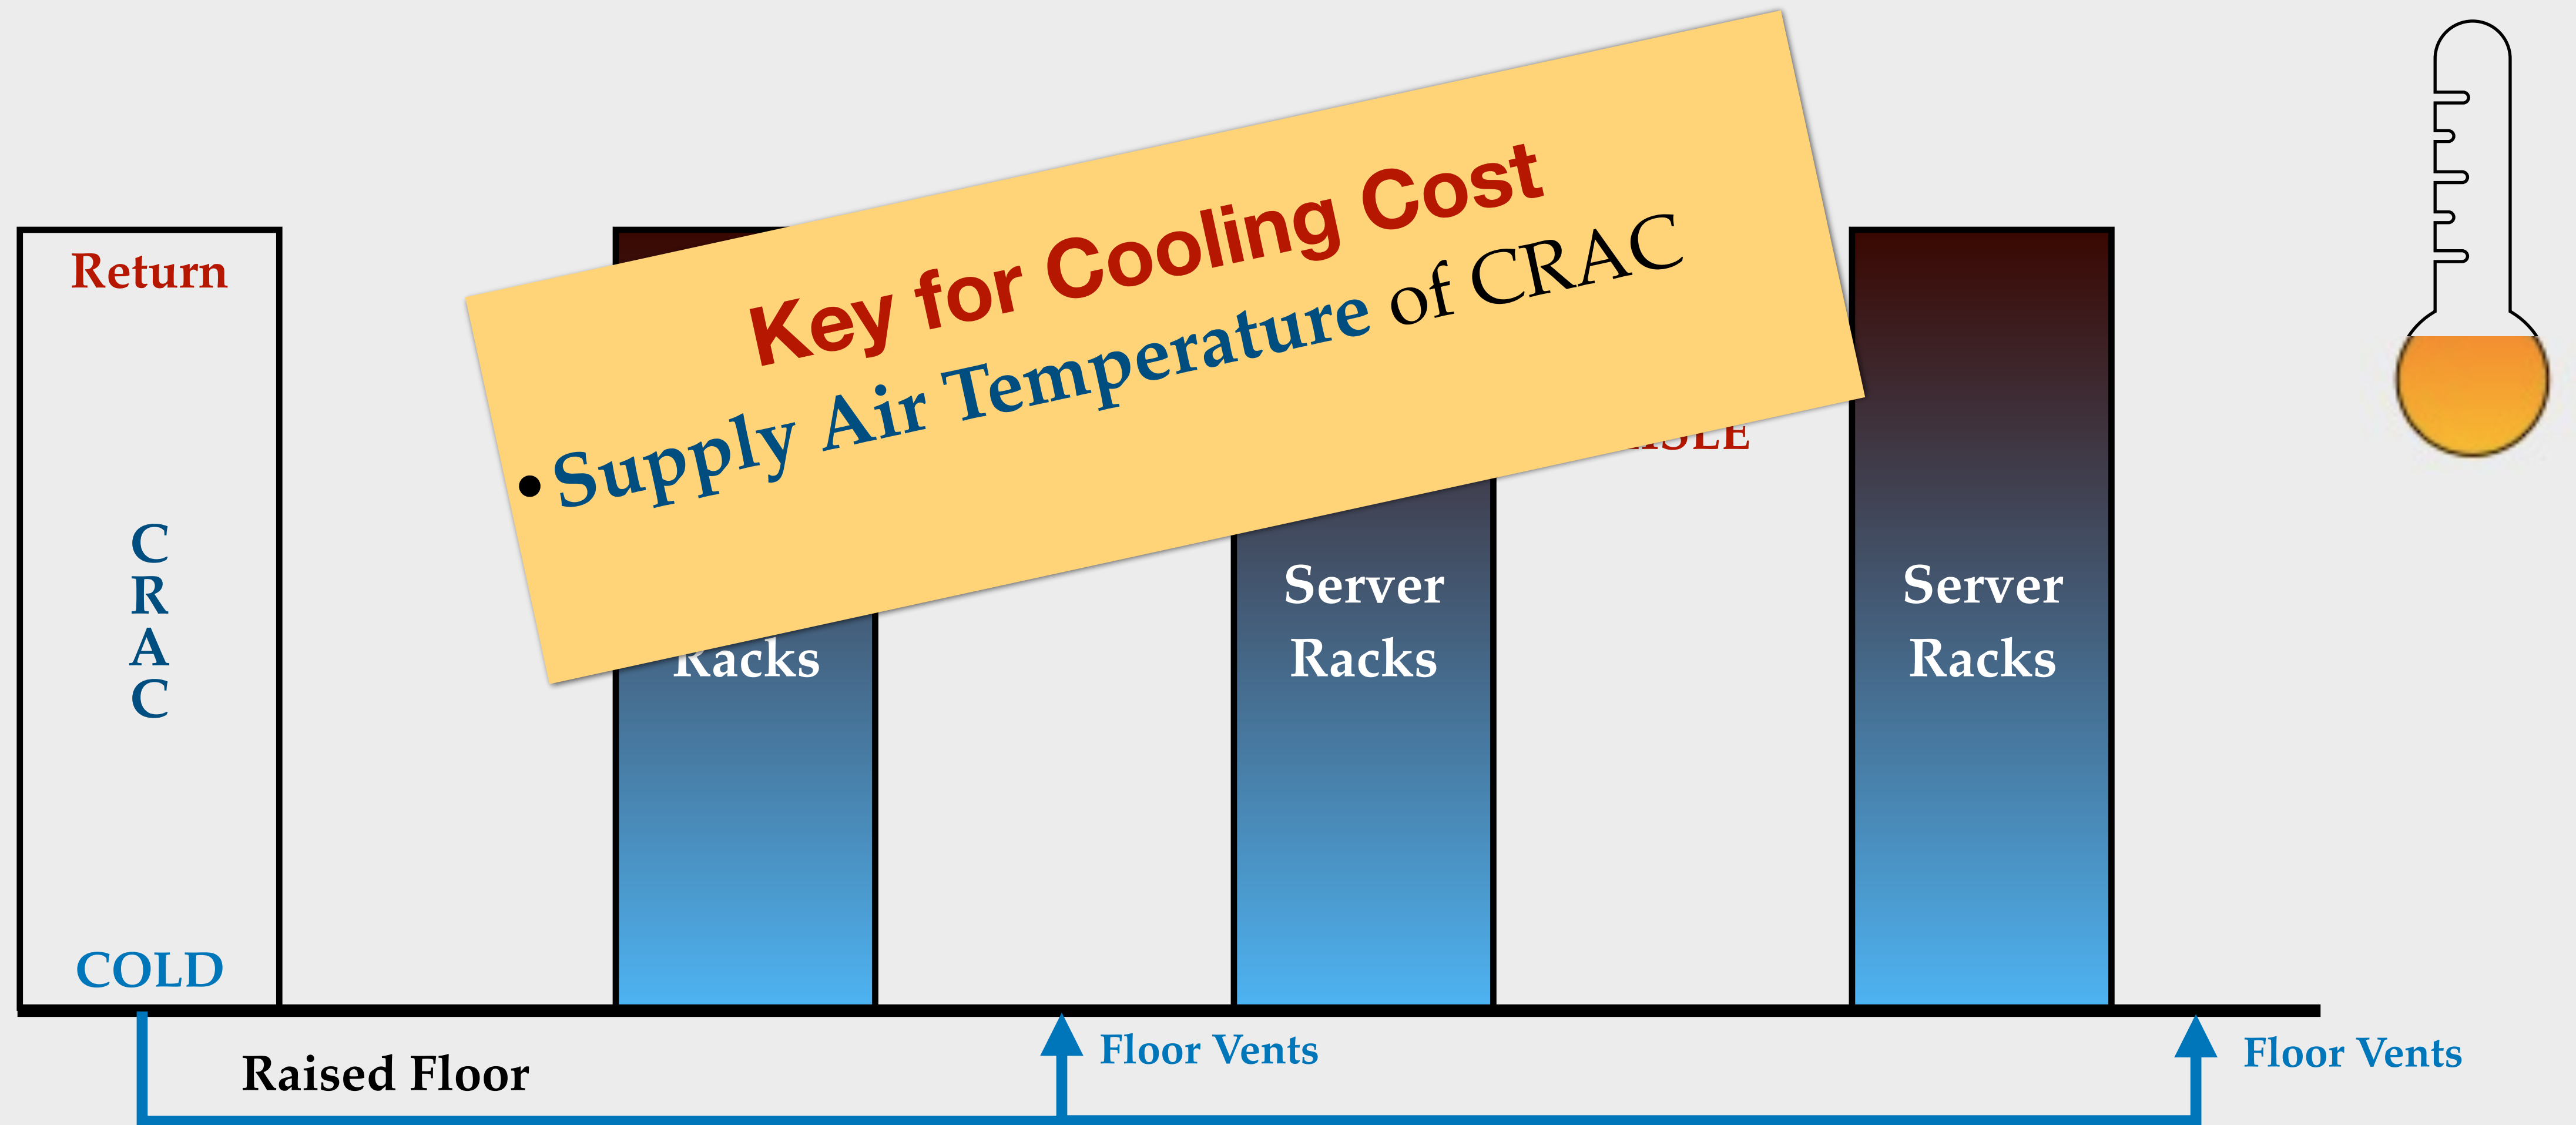 Key for Cooling Cost
• Supply Air Temperature of CRAC
Return
C
R
A
C
COLD
Racks
Server
Racks
Server
Racks
Raised Floor
Floor Vents
Floor Vents